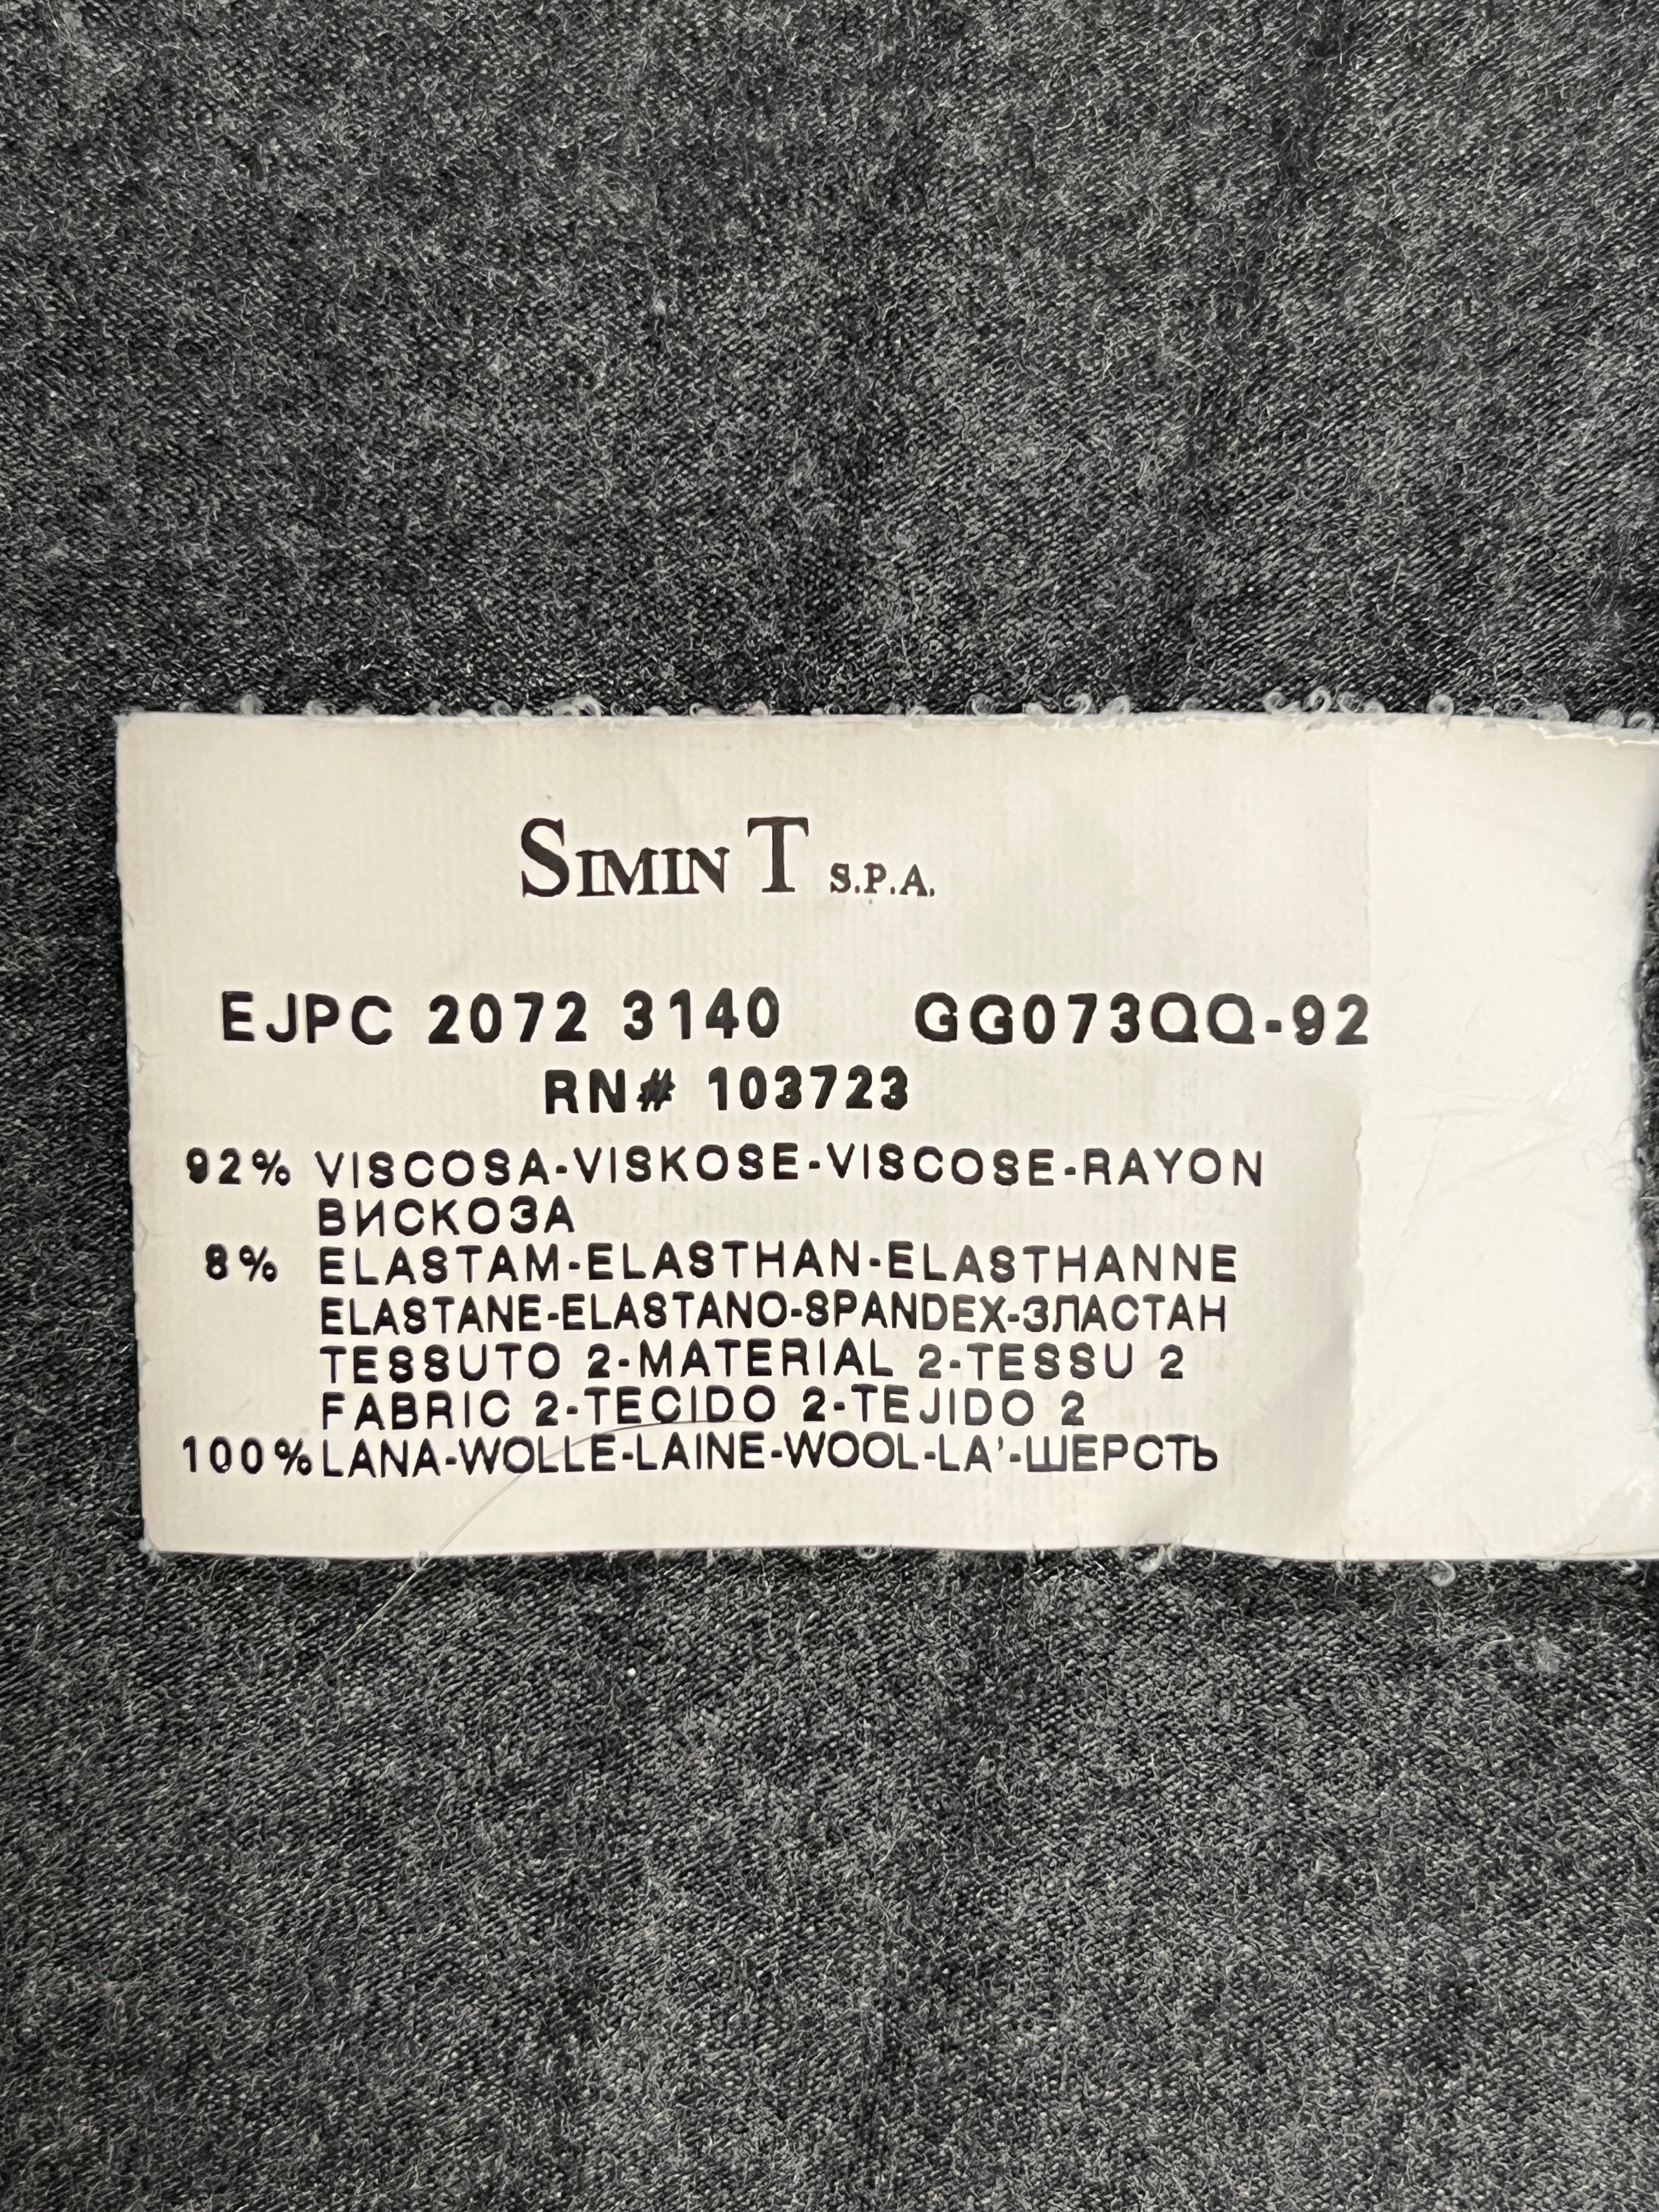 SIMIN T S.P.A.
EJPC 2072 3140 GG073QQ-92
RN# 103723
92% VISCOSA-VISKOSE-VISCOSE-RAYON
ВИСКОЗА
8% ELASTAM-ELASTHAN-ELASTHANNE
ELASTANE-ELASTANO-SPANDEX-ЗЛАСТАН
TESSUTO 2-MATERIAL 2-TESSU 2
FABRIC 2-TECIDO 2-TEJIDO 2
100% LANA-WOLLE-LAINE-WOOL-LA'-ШЕРСТЬ